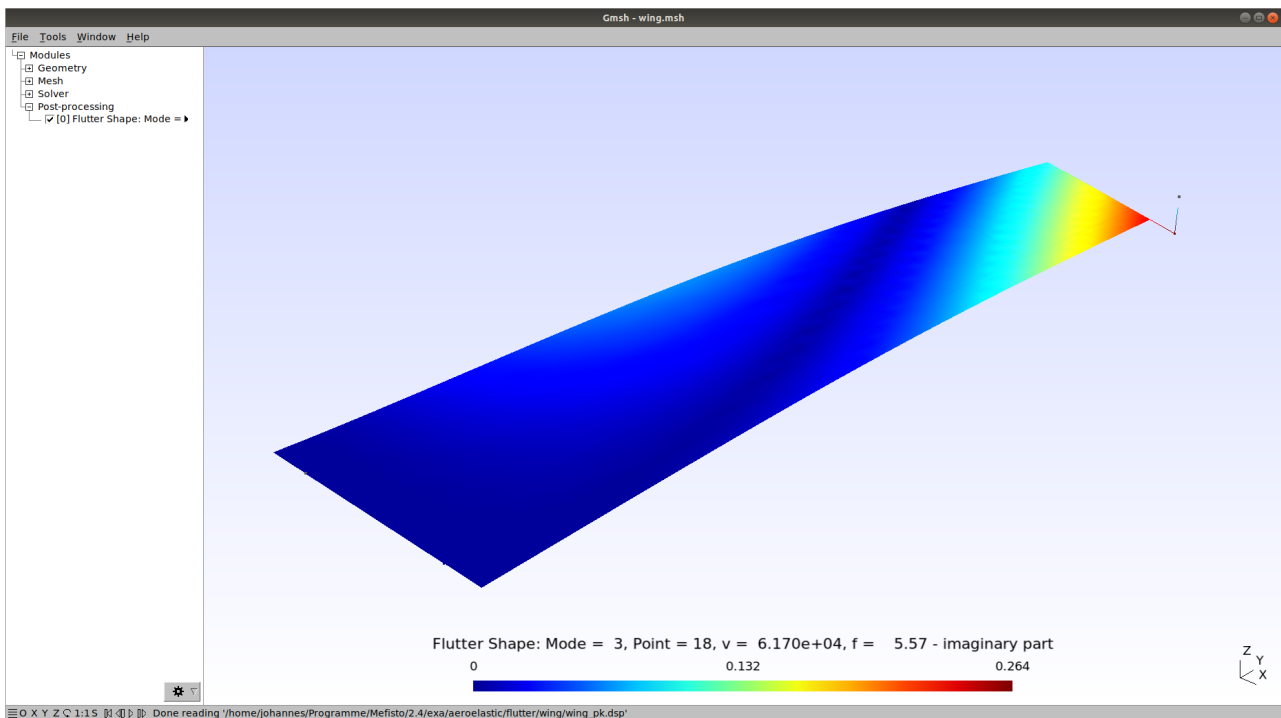 Gmsh - wing.msh
File Tools Window Help
Modules
Geometry
Mesh
Solver
Post-processing
[0] Flutter Shape: Mode =
Flutter Shape: Mode = 3, Point = 18, v = 6.170e+04, f = 5.57 - imaginary part
0 0.132 0.264
Z
Y
X
O X Y Z 1:1 S Done reading '/home/johannes/Programme/Mefisto/2.4/exa/aeroelastic/flutter/wing/wing_pk.dsp'